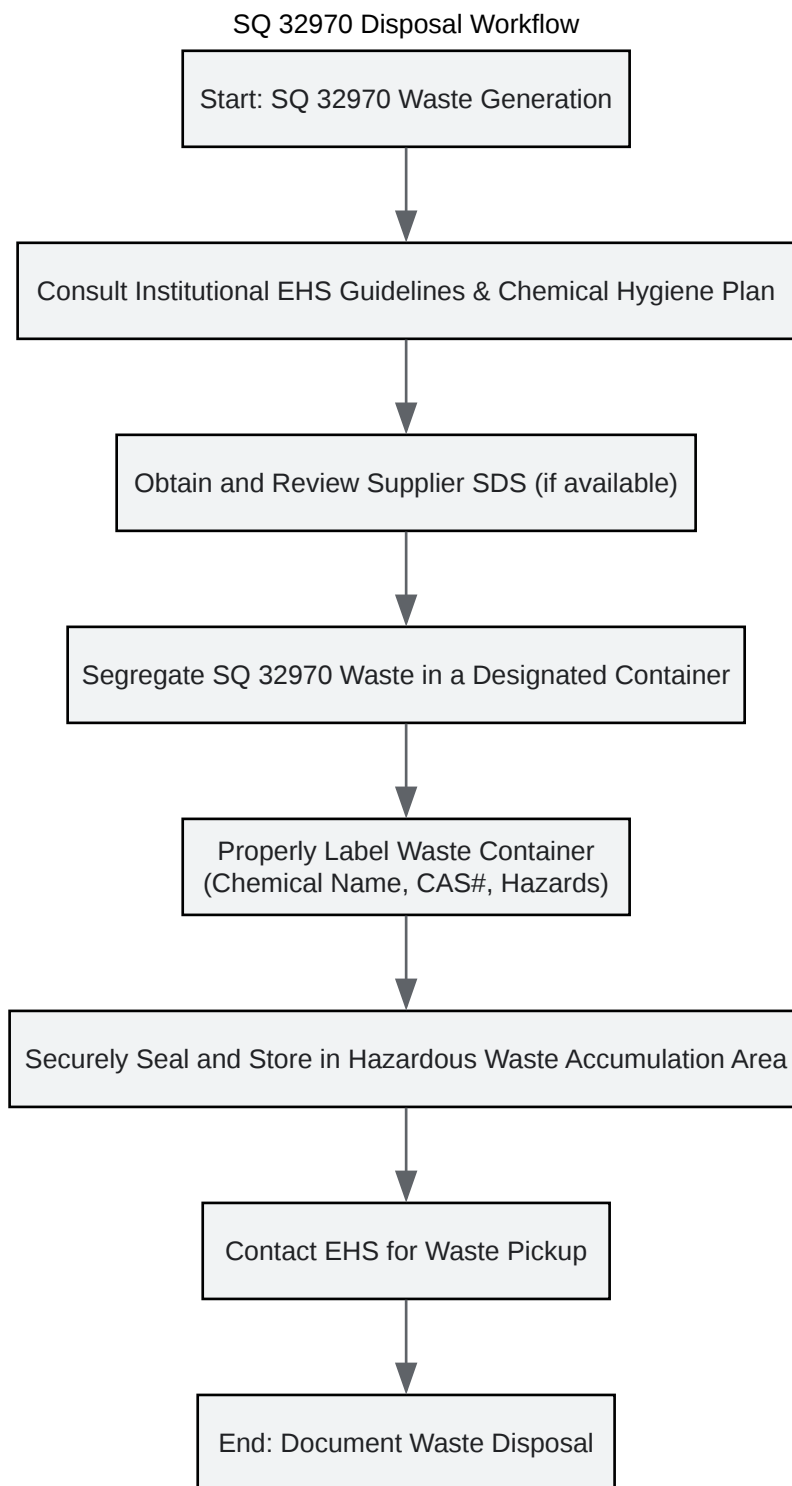 SQ 32970 Disposal Workflow
Start: SQ 32970 Waste Generation
Consult Institutional EHS Guidelines & Chemical Hygiene Plan
Obtain and Review Supplier SDS (if available)
Segregate SQ 32970 Waste in a Designated Container
Properly Label Waste Container
(Chemical Name, CAS#, Hazards)
Securely Seal and Store in Hazardous Waste Accumulation Area
Contact EHS for Waste Pickup
End: Document Waste Disposal